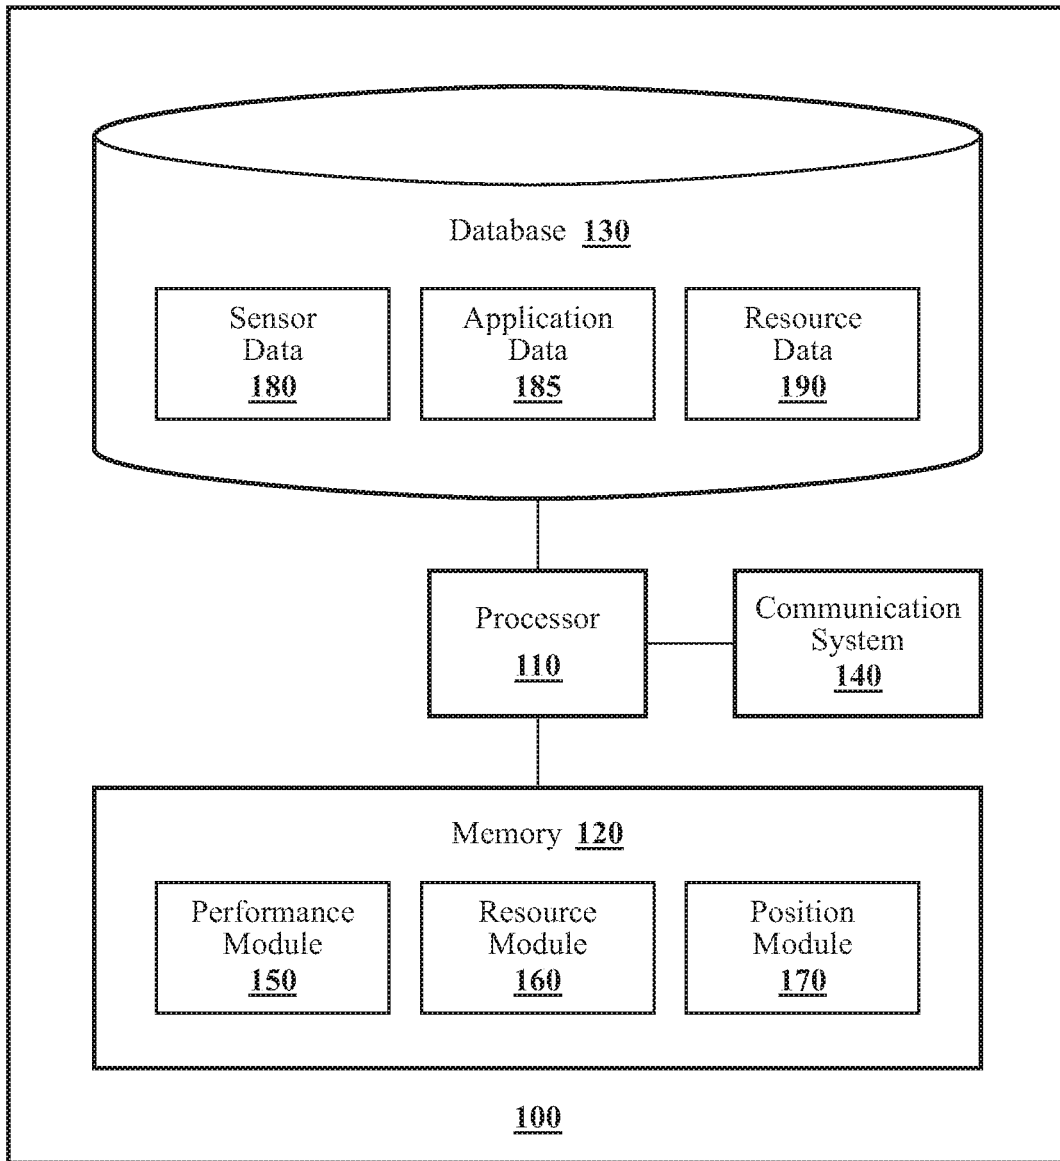 Database 130
Sensor
Data
180
Application
Data
185
Resource
Data
190
Processor
110
Communication
System
140
Memory 120
Performance
Module
150
Resource
Module
160
Position
Module
170
100